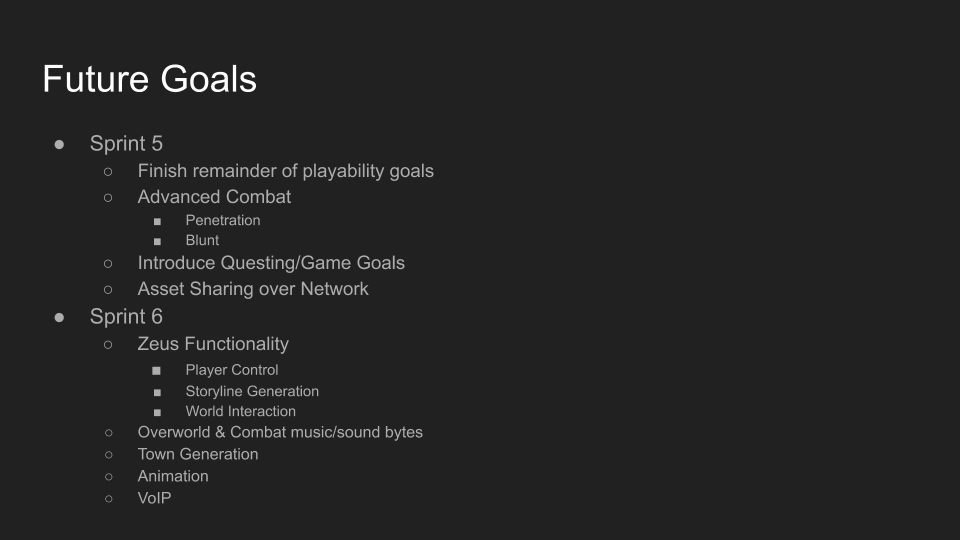 Future Goals
● Sprint 5
○ Finish remainder of playability goals
○ Advanced Combat
■ Penetration
■ Blunt
○ Introduce Questing/Game Goals
○ Asset Sharing over Network
● Sprint 6
○ Zeus Functionality
■ Player Control
■ Storyline Generation
■ World Interaction
○ Overworld & Combat music/sound bytes
○ Town Generation
○ Animation
○ VoIP